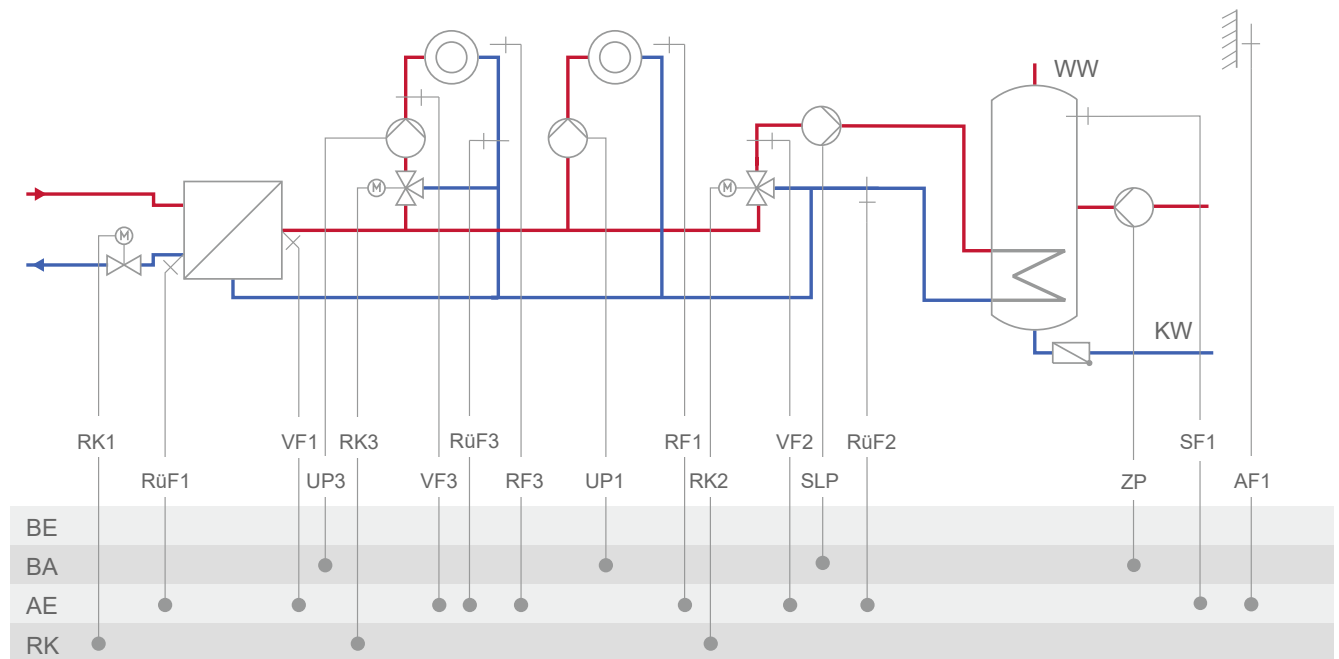 WW
M
M
M
KW
RK1
VF1
RK3
RüF3
RF1
VF2
RüF2
SF1
RüF1
UP3
VF3
RF3
UP1
RK2
SLP
ZP
AF1
BE
BA
AE
RK